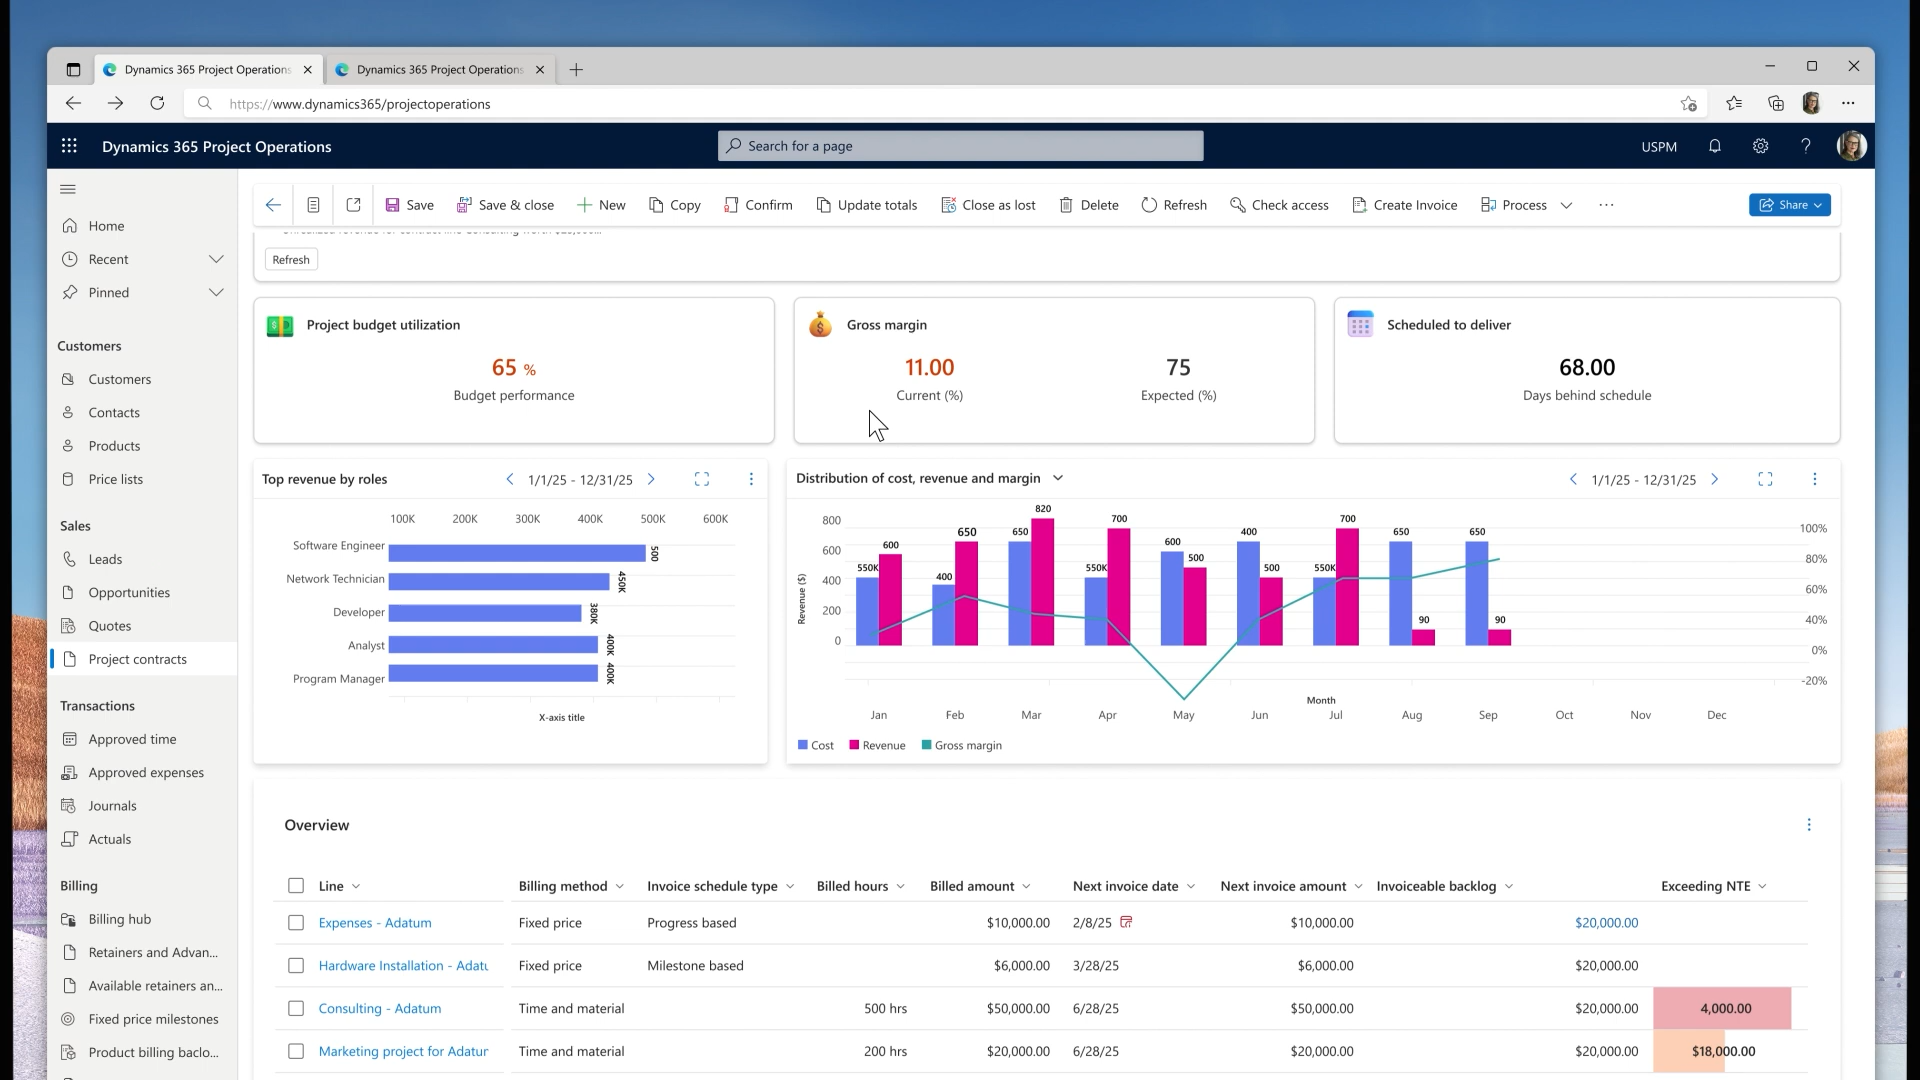 Dynamics 365 Project Operations
Dynamics 365 Project Operations
https://www.dynamics365/projectoperations
Dynamics 365 Project Operations
Search for a page
USPM
Save
Save & close
New
Copy
Confirm
Update totals
Close as lost
Delete
Refresh
Check access
Create Invoice
Process
Share
Home
Recent
Pinned
Customers
Customers
Contacts
Products
Price lists
Sales
Leads
Opportunities
Quotes
Project contracts
Transactions
Approved time
Approved expenses
Journals
Actuals
Billing
Billing hub
Retainers and Advan...
Available retainers an...
Fixed price milestones
Product billing backlo...
Refresh
Project budget utilization
65 %
Budget performance
Gross margin
11.00
Current (%)
75
Expected (%)
Scheduled to deliver
68.00
Days behind schedule
Top revenue by roles
1/1/25 - 12/31/25
100K 200K 300K 400K 500K 600K
Software Engineer 500
Network Technician 450K
Developer 380K
Analyst 400K
Program Manager 400K
X-axis title
Distribution of cost, revenue and margin
1/1/25 - 12/31/25
Revenue ($)
800
600
400
200
0
550K 600
400 650
650 820
550K 700
600 500
400 500
550K 700
650 90
650 90
100%
80%
60%
40%
0%
-20%
Month
Jan Feb Mar Apr May Jun Jul Aug Sep Oct Nov Dec
Cost Revenue Gross margin
Overview
Line Billing method Invoice schedule type Billed hours Billed amount Next invoice date Next invoice amount Invoiceable backlog Exceeding NTE
Expenses - Adatum Fixed price Progress based $10,000.00 2/8/25 $10,000.00 $20,000.00
Hardware Installation - Adatu Fixed price Milestone based $6,000.00 3/28/25 $6,000.00 $20,000.00
Consulting - Adatum Time and material 500 hrs $50,000.00 6/28/25 $50,000.00 $20,000.00 4,000.00
Marketing project for Adatur Time and material 200 hrs $20,000.00 6/28/25 $20,000.00 $20,000.00 $18,000.00